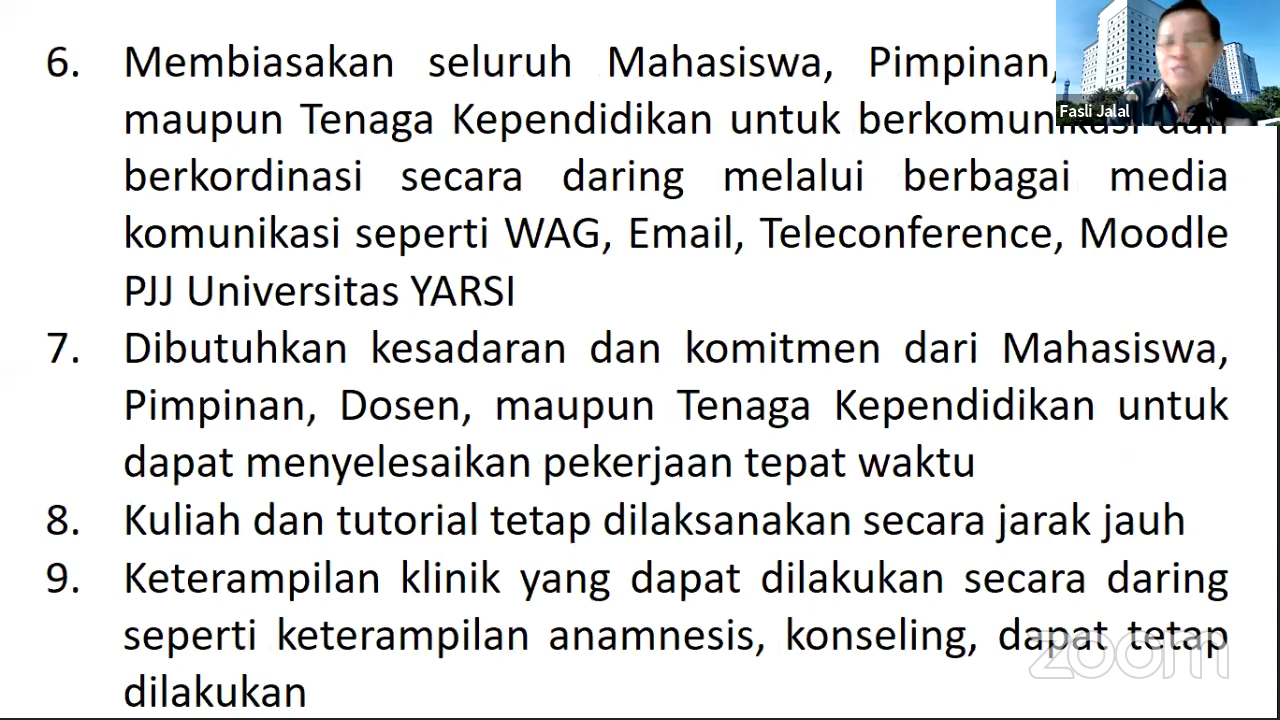 6. Membiasakan seluruh Mahasiswa, Pimpinan,
maupun Tenaga Kependidikan untuk berkomunikasi dan
berkordinasi secara daring melalui berbagai media
komunikasi seperti WAG, Email, Teleconference, Moodle
PJJ Universitas YARSI
7. Dibutuhkan kesadaran dan komitmen dari Mahasiswa,
Pimpinan, Dosen, maupun Tenaga Kependidikan untuk
dapat menyelesaikan pekerjaan tepat waktu
8. Kuliah dan tutorial tetap dilaksanakan secara jarak jauh
9. Keterampilan klinik yang dapat dilakukan secara daring
seperti keterampilan anamnesis, konseling, dapat tetap
dilakukan
Fasli Jalal
zoom